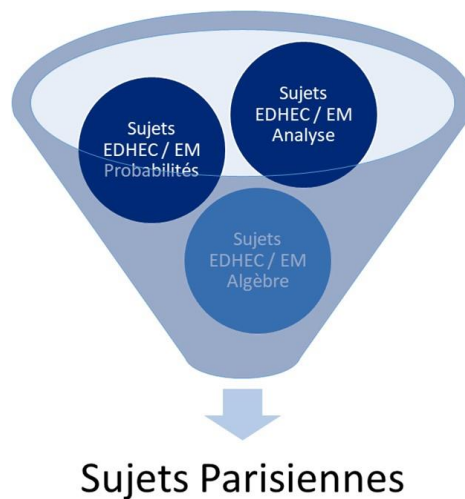 Sujets
EDHEC / EM
Probabilités
Sujets
EDHEC / EM
Analyse
Sujets
EDHEC / EM
Algèbre
Sujets Parisiennes